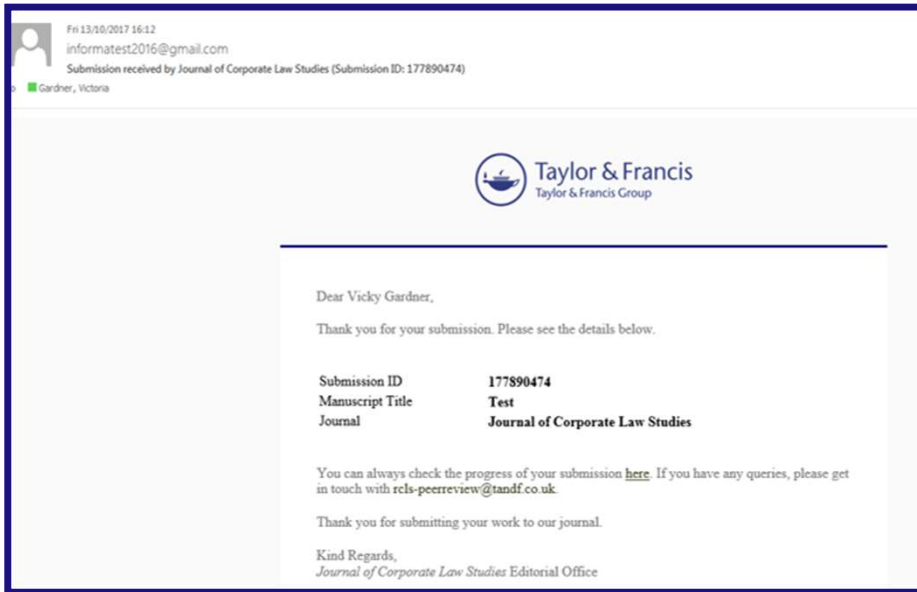 Fri 13/10/2017 16:12
informatest2016@gmail.com
Submission received by Journal of Corporate Law Studies (Submission ID: 177890474)
Gardner, Victoria
Taylor & Francis
Taylor & Francis Group
Dear Vicky Gardner,
Thank you for your submission. Please see the details below.
Submission ID 177890474
Manuscript Title Test
Journal Journal of Corporate Law Studies
You can always check the progress of your submission here. If you have any queries, please get
in touch with rcls-peerreview@tandf.co.uk.
Thank you for submitting your work to our journal.
Kind Regards,
Journal of Corporate Law Studies Editorial Office